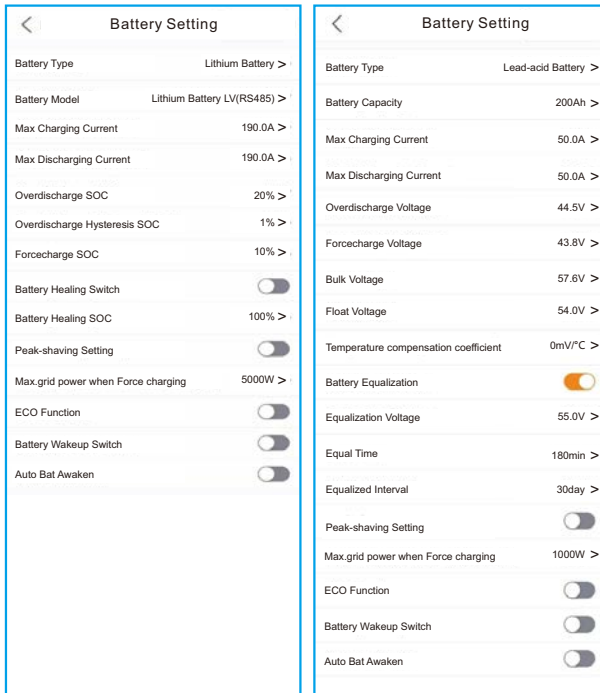 Battery Setting
Battery Type Lithium Battery >
Battery Model Lithium Battery LV(RS485) >
Max Charging Current 190.0A >
Max Discharging Current 190.0A >
Overdischarge SOC 20% >
Overdischarge Hysteresis SOC 1% >
Forcecharge SOC 10% >
Battery Healing Switch
Battery Healing SOC 100% >
Peak-shaving Setting
Max.grid power when Force charging 5000W >
ECO Function
Battery Wakeup Switch
Auto Bat Awaken
Battery Setting
Battery Type Lead-acid Battery >
Battery Capacity 200Ah >
Max Charging Current 50.0A >
Max Discharging Current 50.0A >
Overdischarge Voltage 44.5V >
Forcecharge Voltage 43.8V >
Bulk Voltage 57.6V >
Float Voltage 54.0V >
Temperature compensation coefficient 0mV/°C >
Battery Equalization
Equalization Voltage 55.0V >
Equal Time 180min >
Equalized Interval 30day >
Peak-shaving Setting
Max.grid power when Force charging 1000W >
ECO Function
Battery Wakeup Switch
Auto Bat Awaken